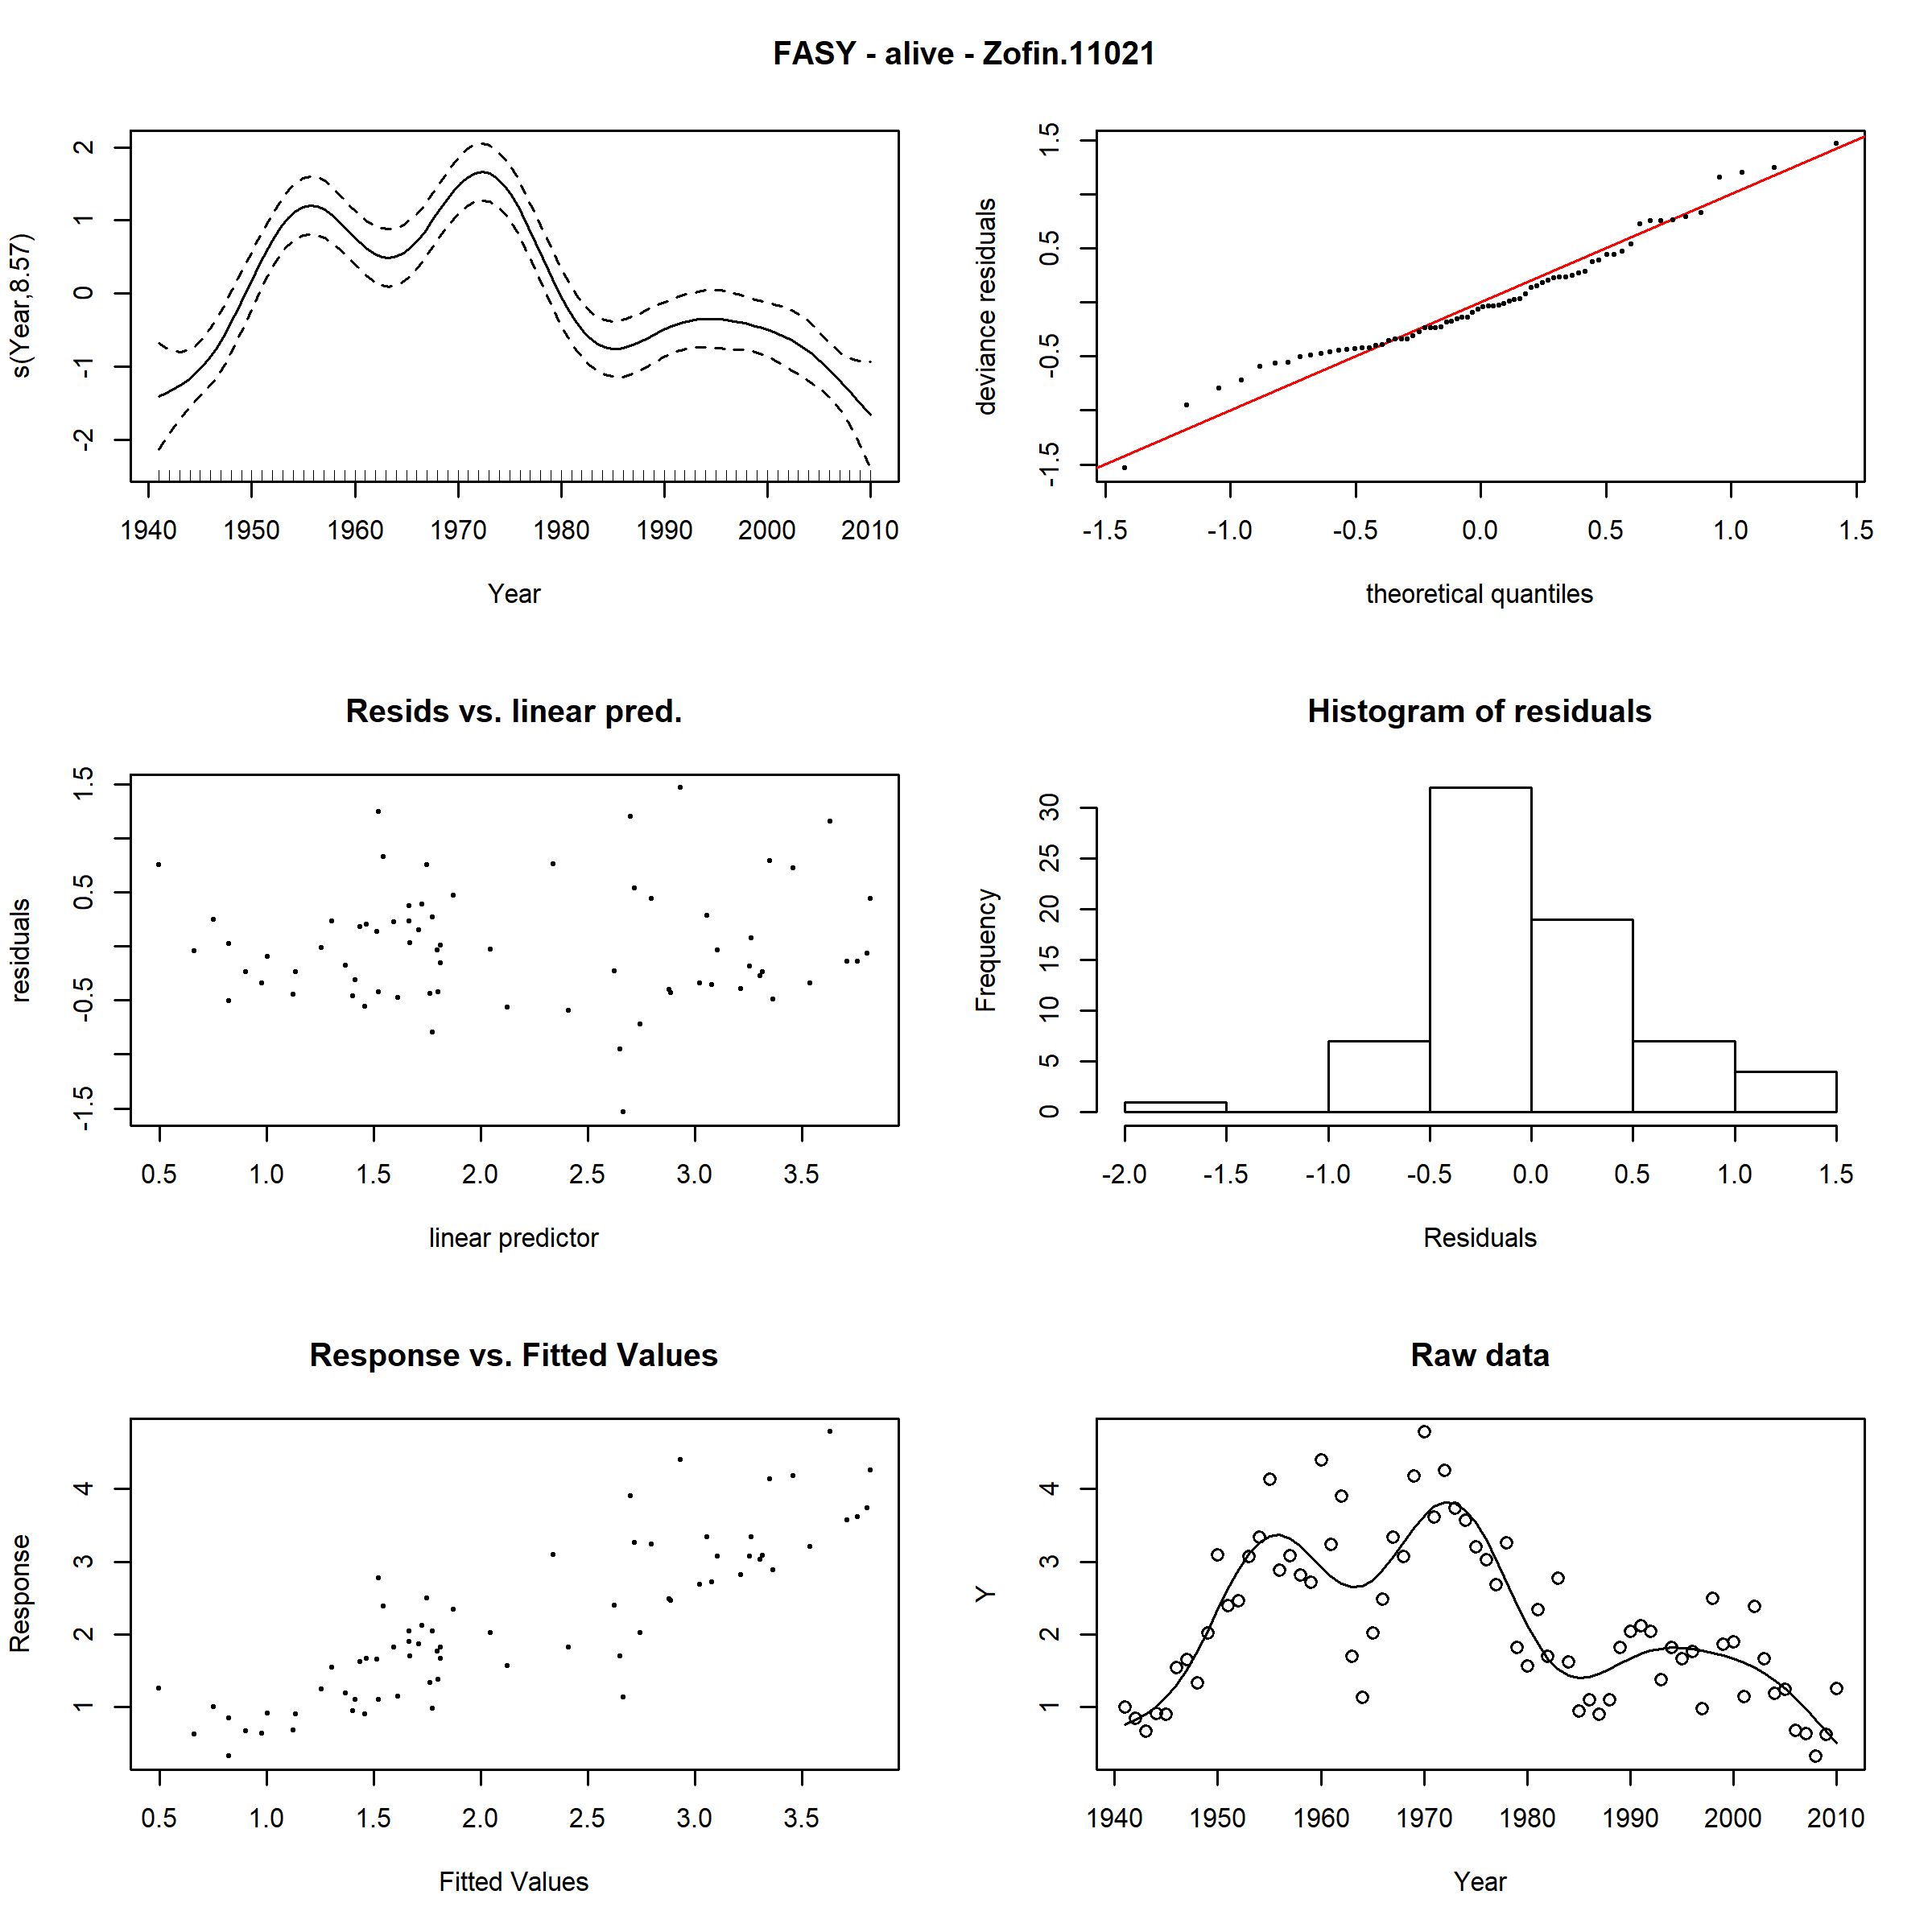 FASY - alive - Zofin.11021
s(Year,8.57)
2
1
0
-1
-2
1940 1950 1960 1970 1980 1990 2000 2010
Year
deviance residuals
1.5
0.5
-0.5
-1.5
-1.5 -1.0 -0.5 0.0 0.5 1.0 1.5
theoretical quantiles
Resids vs. linear pred.
residuals
1.5
0.5
-0.5
-1.5
0.5 1.0 1.5 2.0 2.5 3.0 3.5
linear predictor
Histogram of residuals
Frequency
30
25
20
15
10
5
0
-2.0 -1.5 -1.0 -0.5 0.0 0.5 1.0 1.5
Residuals
Response vs. Fitted Values
Response
4
3
2
1
0.5 1.0 1.5 2.0 2.5 3.0 3.5
Fitted Values
Raw data
Y
4
3
2
1
1940 1950 1960 1970 1980 1990 2000 2010
Year